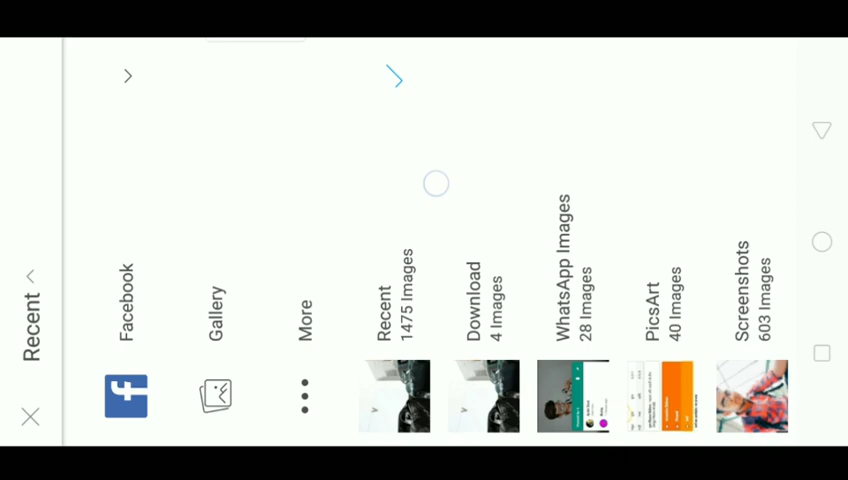 Recent
Facebook
Gallery
More
Recent
1475 Images
Download
4 Images
WhatsApp Images
28 Images
PicsArt
40 Images
Screenshots
603 Images